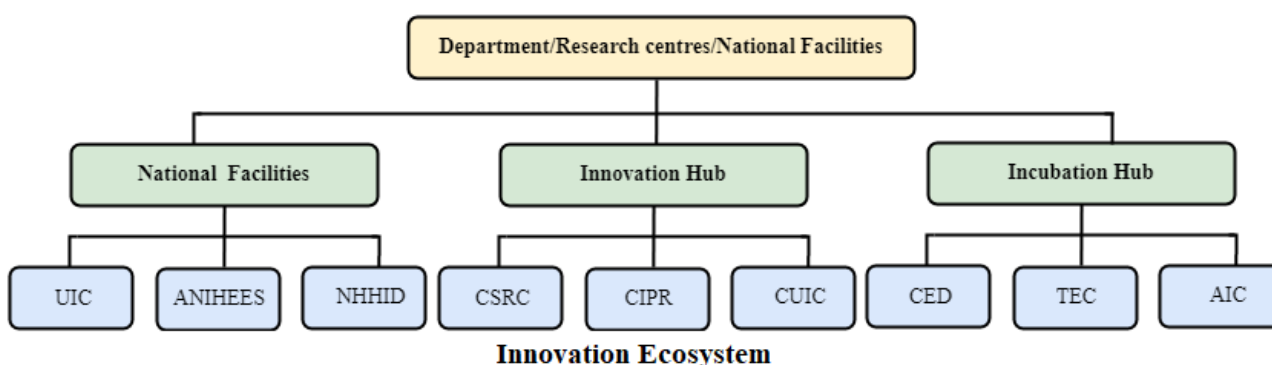 Department/Research centres/National Facilities
National Facilities
Innovation Hub
Incubation Hub
UIC
ANIHEES
NHHID
CSRC
CIPR
CUIC
CED
TEC
AIC
Innovation Ecosystem